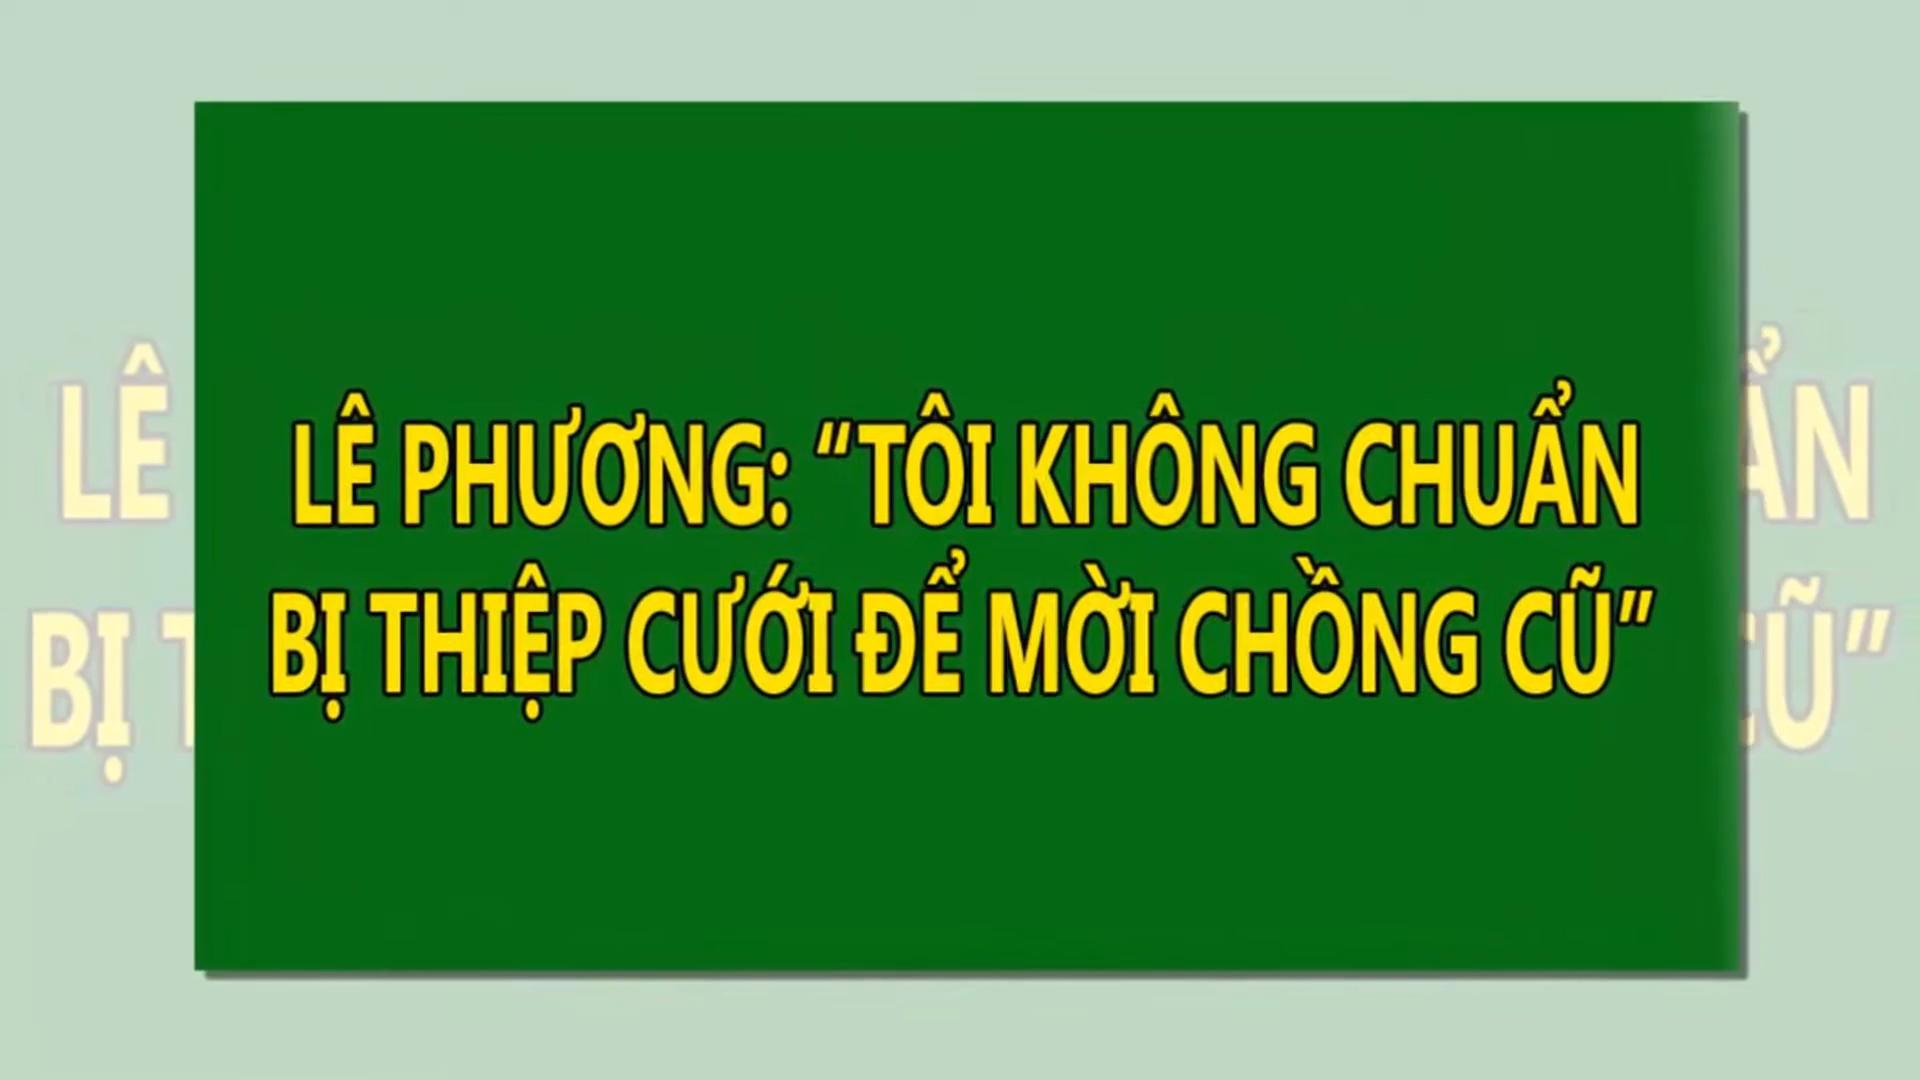 LÊ PHƯƠNG: “TÔI KHÔNG CHUẨN
BỊ THIỆP CƯỚI ĐỂ MỜI CHỒNG CŨ”